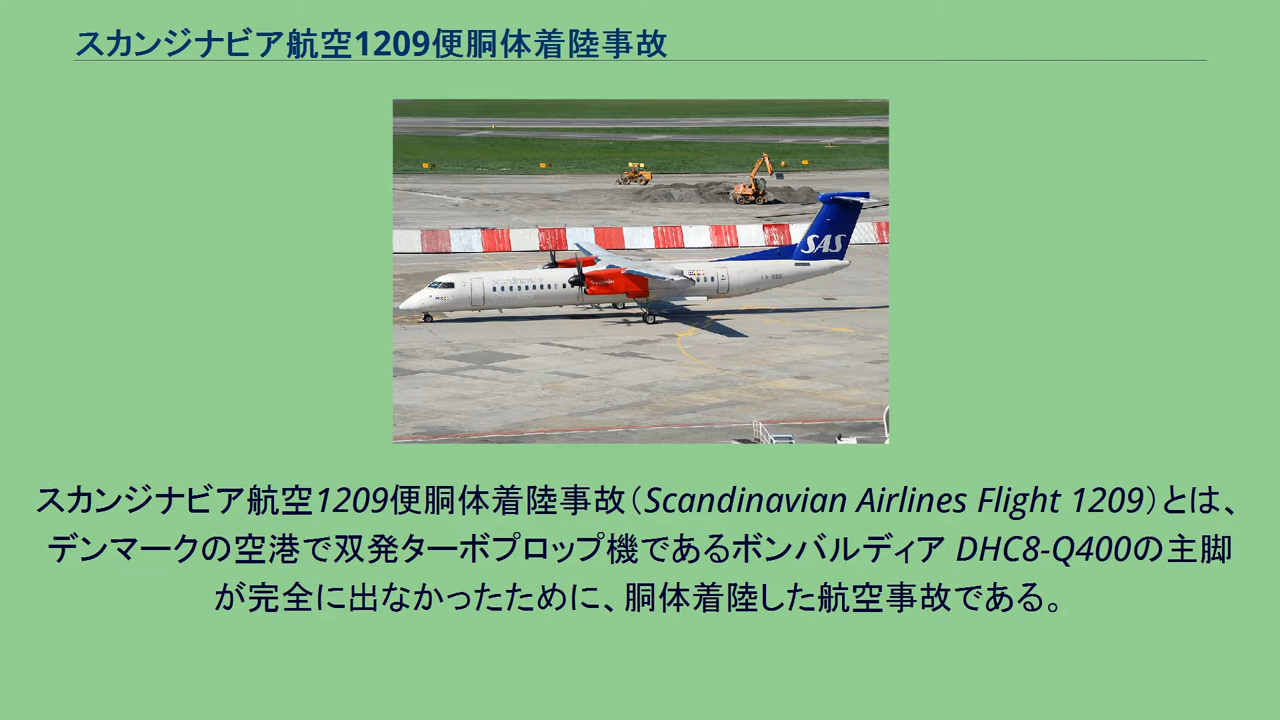 スカンジナビア航空1209便胴体着陸事故
SAS
Scandinavian
スカンジナビア航空1209便胴体着陸事故（Scandinavian Airlines Flight 1209）とは、
デンマークの空港で双発ターボプロップ機であるボンバルディア DHC8-Q400の主脚
が完全に出なかったために、胴体着陸した航空事故である。